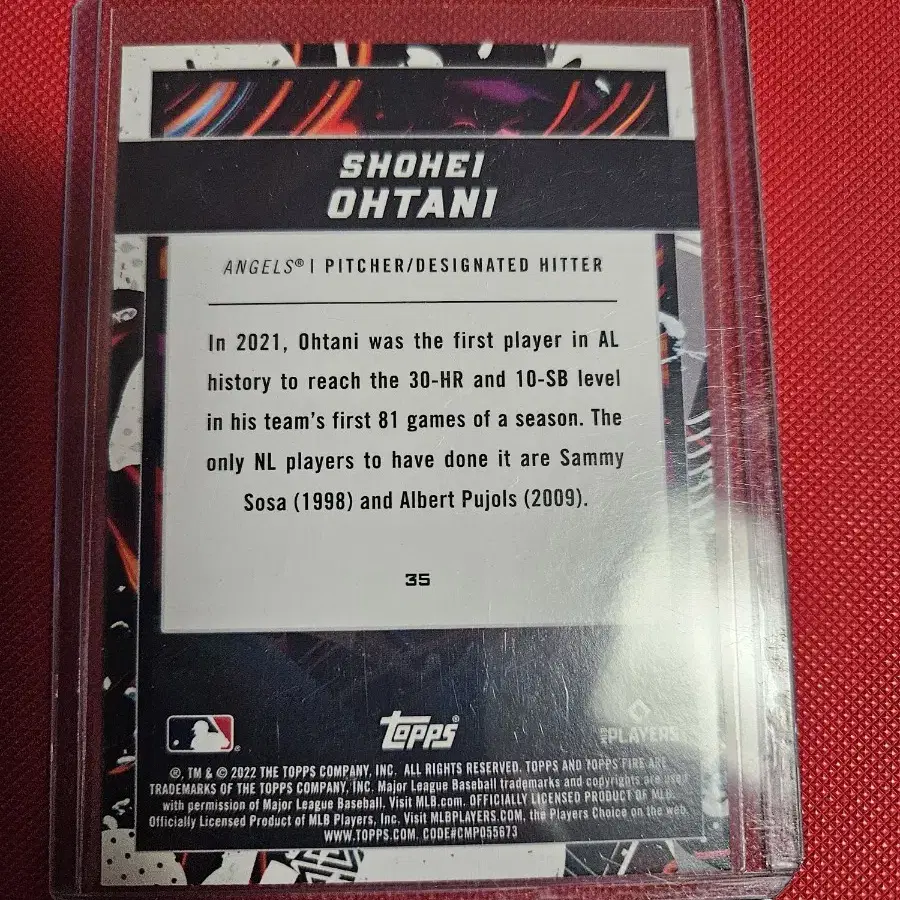 SHOHEI
OHTANI
ANGELS® | PITCHER/DESIGNATED HITTER
In 2021, Ohtani was the first player in AL
history to reach the 30-HR and 10-SB level
in his team's first 81 games of a season. The
only NL players to have done it are Sammy
Sosa (1998) and Albert Pujols (2009).
35
topps®
PLAYERS
®, TM & © 2022 THE TOPPS COMPANY, INC. ALL RIGHTS RESERVED. TOPPS AND TOPPS FIRE ARE
TRADEMARKS OF THE TOPPS COMPANY, INC. Major League Baseball trademarks and copyrights are used
with permission of Major League Baseball. Visit MLB.com. OFFICIALLY LICENSED PRODUCT OF MLB
Officially Licensed Product of MLB Players, Inc. Visit MLBPLAYERS.COM, the Players Choice on the web.
WWW.TOPPS.COM. CODE#CMP055673